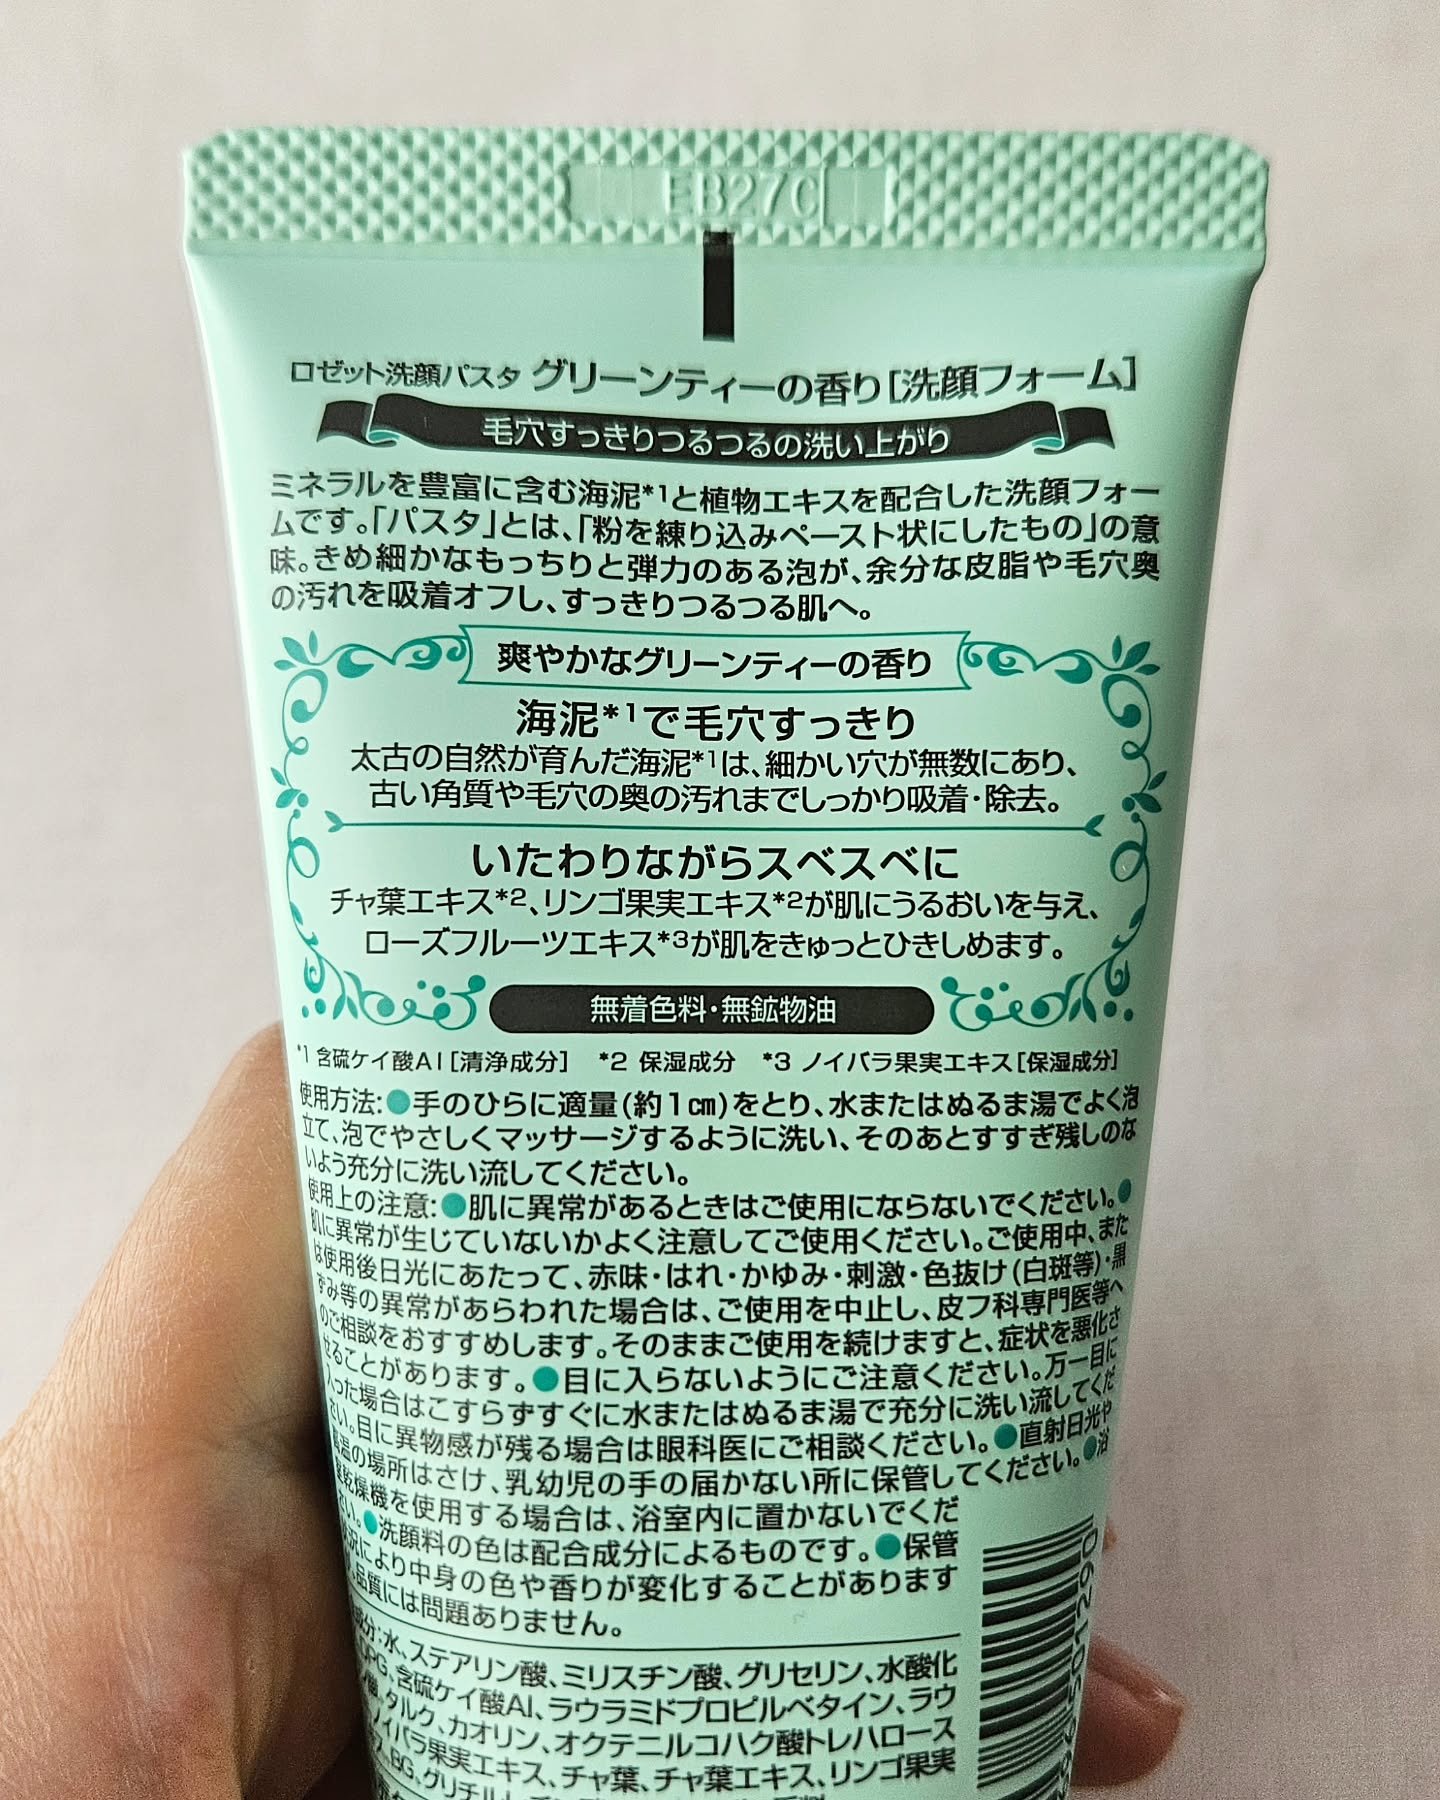 EB27C
ロゼット洗顔パスタ グリーンティーの香り[洗顔フォーム]
毛穴すっきりつるつるの洗い上がり
ミネラルを豊富に含む海泥*1と植物エキスを配合した洗顔フォー
ムです。「パスタ」とは、「粉を練り込みペースト状にしたもの」の意
味。きめ細かなもっちりと弾力のある泡が、余分な皮脂や毛穴奥
の汚れを吸着オフし、すっきりつるつる肌へ。
爽やかなグリーンティーの香り
海泥*1で毛穴すっきり
太古の自然が育んだ海泥*1は、細かい穴が無数にあり、
古い角質や毛穴の奥の汚れまでしっかり吸着・除去。
いたわりながらスベスベに
チャ葉エキス*2、リンゴ果実エキス*2が肌にうるおいを与え、
ローズフルーツエキス*3が肌をきゅっとひきしめます。
無着色料・無鉱物油
*1 含硫ケイ酸Al[清浄成分] *2 保湿成分 *3 ノイバラ果実エキス[保湿成分]
使用方法:●手のひらに適量(約1㎝)をとり、水またはぬるま湯でよく泡
立て、泡でやさしくマッサージするように洗い、そのあとすすぎ残しのな
いよう充分に洗い流してください。
使用上の注意:●肌に異常があるときはご使用にならないでください。●
肌に異常が生じていないかよく注意してご使用ください。ご使用中、また
は使用後日光にあたって、赤味・はれ・かゆみ・刺激・色抜け(白斑等)・黒
ずみ等の異常があらわれた場合は、ご使用を中止し、皮フ科専門医等へ
のご相談をおすすめします。そのままご使用を続けますと、症状を悪化さ
せることがあります。●目に入らないようにご注意ください。万一目に
入った場合はこすらずすぐに水またはぬるま湯で充分に洗い流してくだ
さい。目に異物感が残る場合は眼科医にご相談ください。●直射日光や
高温の場所はさけ、乳幼児の手の届かない所に保管してください。●浴
室乾燥機を使用する場合は、浴室内に置かないでくだ
さい。●洗顔料の色は配合成分によるものです。●保管
状況により中身の色や香りが変化することがあります
品質には問題ありません。
成分:水、ステアリン酸、ミリスチン酸、グリセリン、水酸化
DPG、含硫ケイ酸Al、ラウラミドプロピルベタイン、ラウ
タルク、カオリン、オクテニルコハク酸トレハロース
ノイバラ果実エキス、チャ葉、チャ葉エキス、リンゴ果実
BG、グリチルレチン